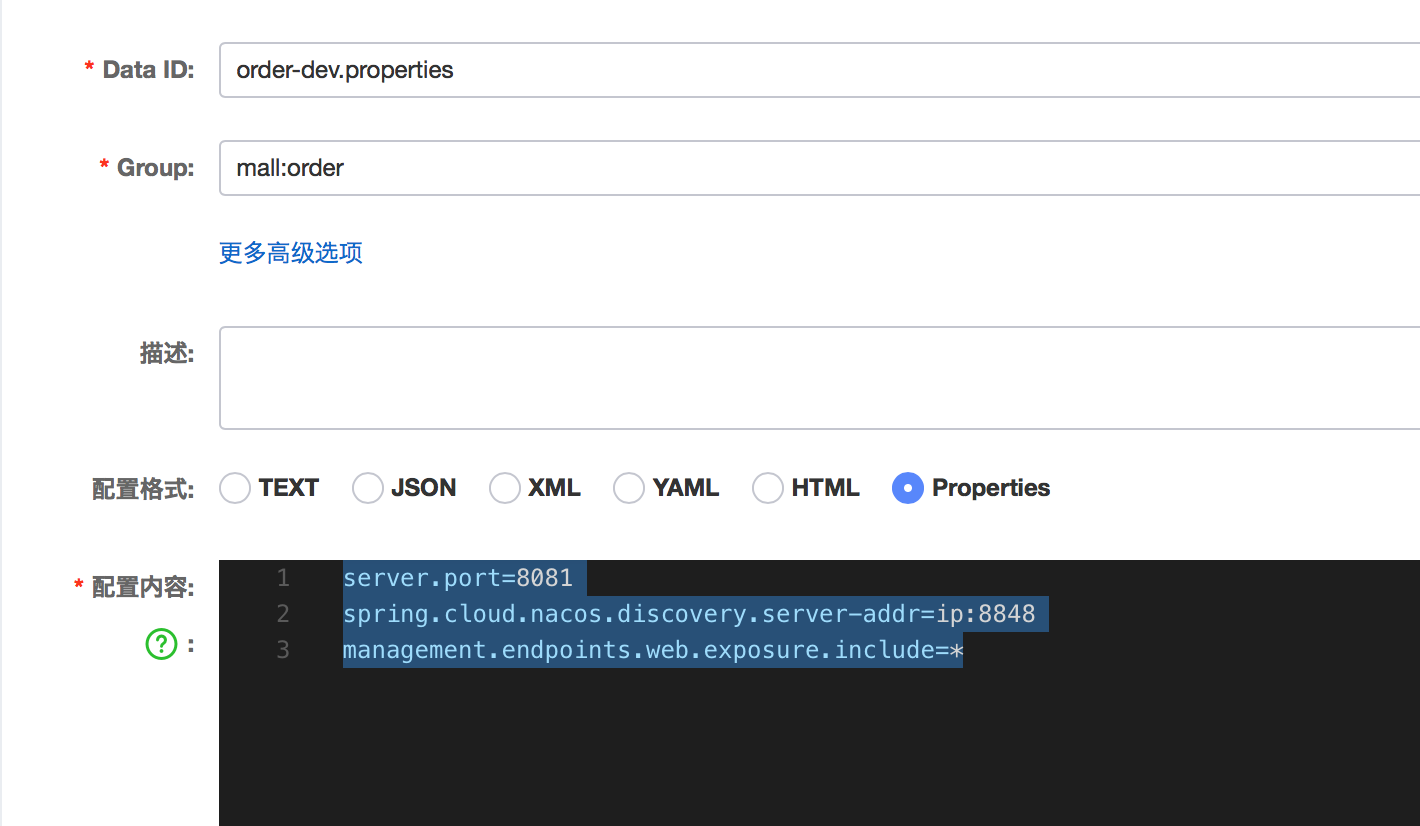 * Data ID: order-dev.properties
* Group: mall:order
更多高级选项
描述:
配置格式: TEXT JSON XML YAML HTML Properties
* 配置内容:
? :
1 server.port=8081
2 spring.cloud.nacos.discovery.server-addr=ip:8848
3 management.endpoints.web.exposure.include=*